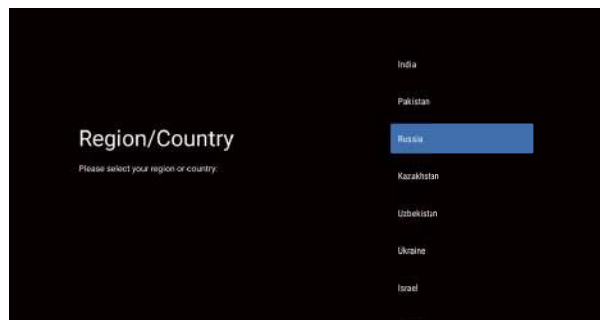 Region/Country
Please select your region or country.
India
Pakistan
Russia
Kazakhstan
Uzbekistan
Ukraine
Israel